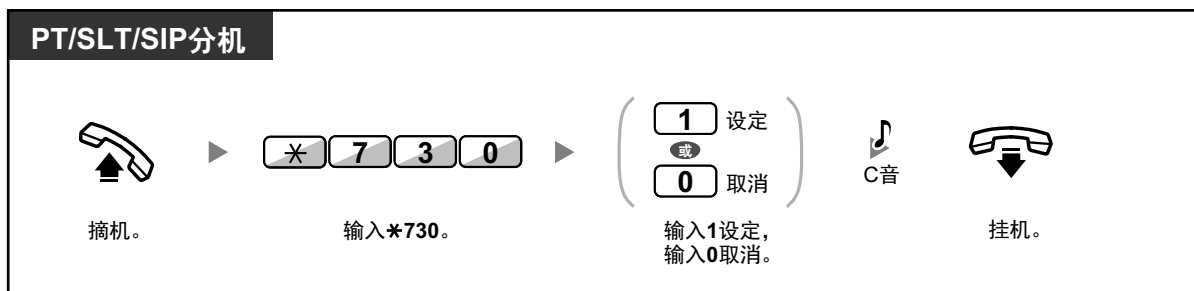 PT/SLT/SIP分机
✱ 7 3 0
1 设定
或
0 取消
C音
摘机。
输入✱730。
输入1设定,
输入0取消。
挂机。